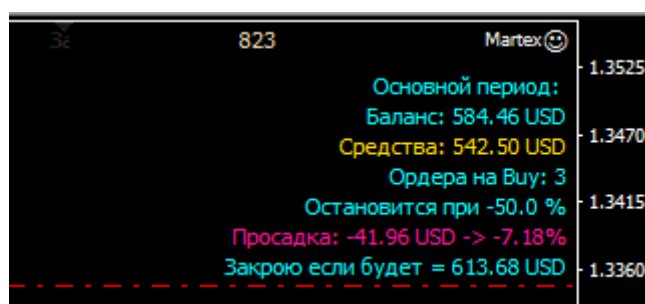 823 Martex
1.3525
Основной период:
Баланс: 584.46 USD
1.3470
Средства: 542.50 USD
Ордера на Buy: 3
1.3415
Остановится при -50.0 %
Просадка: -41.96 USD -> -7.18%
Закрою если будет = 613.68 USD
1.3360